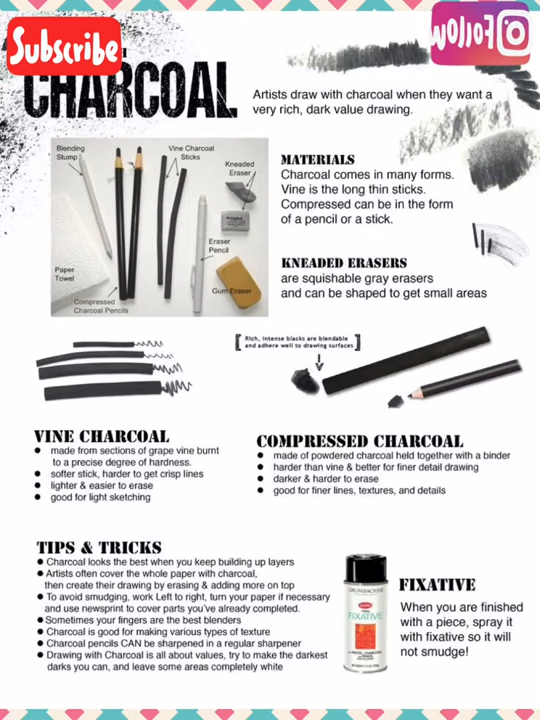 Subscribe
Follow
CHARCOAL
Artists draw with charcoal when they want a
very rich, dark value drawing.
Blending
Stump
Vine Charcoal
Sticks
Kneaded
Eraser
Eraser
Pencil
Paper
Towel
Gum Eraser
Compressed
Charcoal Pencils
MATERIALS
Charcoal comes in many forms.
Vine is the long thin sticks.
Compressed can be in the form
of a pencil or a stick.
KNEADED ERASERS
are squishable gray erasers
and can be shaped to get small areas
[ Rich, intense blacks are blendable
and adhere well to drawing surfaces ]
VINE CHARCOAL
● made from sections of grape vine burnt
to a precise degree of hardness.
● softer stick, harder to get crisp lines
● lighter & easier to erase
● good for light sketching
COMPRESSED CHARCOAL
● made of powdered charcoal held together with a binder
● harder than vine & better for finer detail drawing
● darker & harder to erase
● good for finer lines, textures, and details
TIPS & TRICKS
● Charcoal looks the best when you keep building up layers
● Artists often cover the whole paper with charcoal,
then create their drawing by erasing & adding more on top
● To avoid smudging, work Left to right, turn your paper if necessary
and use newsprint to cover parts you've already completed.
● Sometimes your fingers are the best blenders
● Charcoal is good for making various types of texture
● Charcoal pencils CAN be sharpened in a regular sharpener
● Drawing with Charcoal is all about values, try to make the darkest
darks you can, and leave some areas completely white
GRUMBACHER
FIXATIVE
FIXATIVE
When you are finished
with a piece, spray it
with fixative so it will
not smudge!